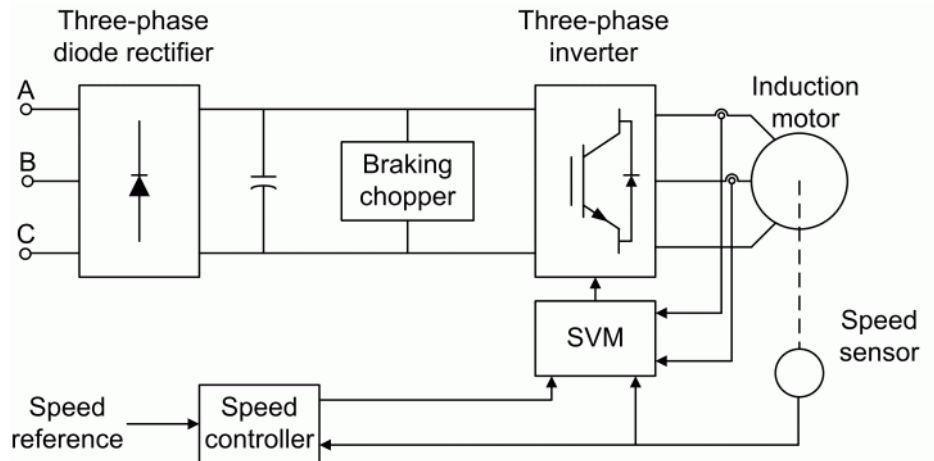 Three-phase
diode rectifier
Three-phase
inverter
Induction
motor
A
B
C
Braking
chopper
SVM
Speed
sensor
Speed
reference
Speed
controller